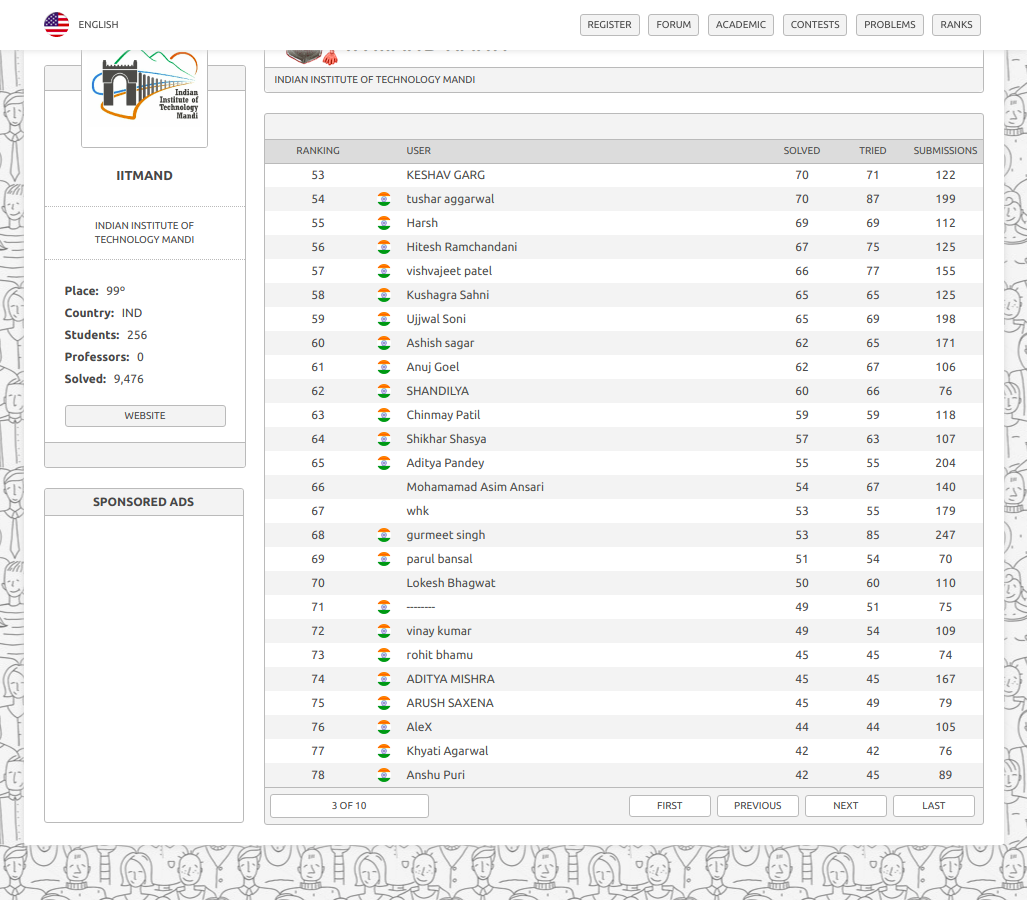 ENGLISH REGISTER FORUM ACADEMIC CONTESTS PROBLEMS RANKS
Indian
Institute of
Technology
Mandi
IITMAND
INDIAN INSTITUTE OF
TECHNOLOGY MANDI
Place: 99º
Country: IND
Students: 256
Professors: 0
Solved: 9,476
WEBSITE
SPONSORED ADS
INDIAN INSTITUTE OF TECHNOLOGY MANDI
RANKING USER SOLVED TRIED SUBMISSIONS
53 KESHAV GARG 70 71 122
54 tushar aggarwal 70 87 199
55 Harsh 69 69 112
56 Hitesh Ramchandani 67 75 125
57 vishvajeet patel 66 77 155
58 Kushagra Sahni 65 65 125
59 Ujjwal Soni 65 69 198
60 Ashish sagar 62 65 171
61 Anuj Goel 62 67 106
62 SHANDILYA 60 66 76
63 Chinmay Patil 59 59 118
64 Shikhar Shasya 57 63 107
65 Aditya Pandey 55 55 204
66 Mohamamad Asim Ansari 54 67 140
67 whk 53 55 179
68 gurmeet singh 53 85 247
69 parul bansal 51 54 70
70 Lokesh Bhagwat 50 60 110
71 -------- 49 51 75
72 vinay kumar 49 54 109
73 rohit bhamu 45 45 74
74 ADITYA MISHRA 45 45 167
75 ARUSH SAXENA 45 49 79
76 AleX 44 44 105
77 Khyati Agarwal 42 42 76
78 Anshu Puri 42 45 89
3 OF 10 FIRST PREVIOUS NEXT LAST